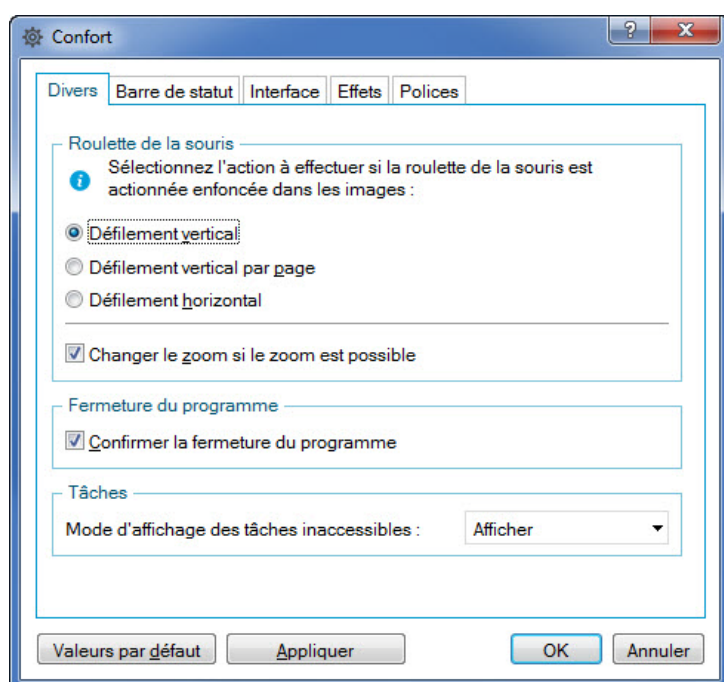 Confort
?
Divers
Barre de statut
Interface
Effets
Polices
Roulette de la souris
Sélectionnez l'action à effectuer si la roulette de la souris est
actionnée enfoncée dans les images :
Défilement vertical
Défilement vertical par page
Défilement horizontal
Changer le zoom si le zoom est possible
Fermeture du programme
Confirmer la fermeture du programme
Tâches
Mode d'affichage des tâches inaccessibles : Afficher
Valeurs par défaut
Appliquer
OK
Annuler